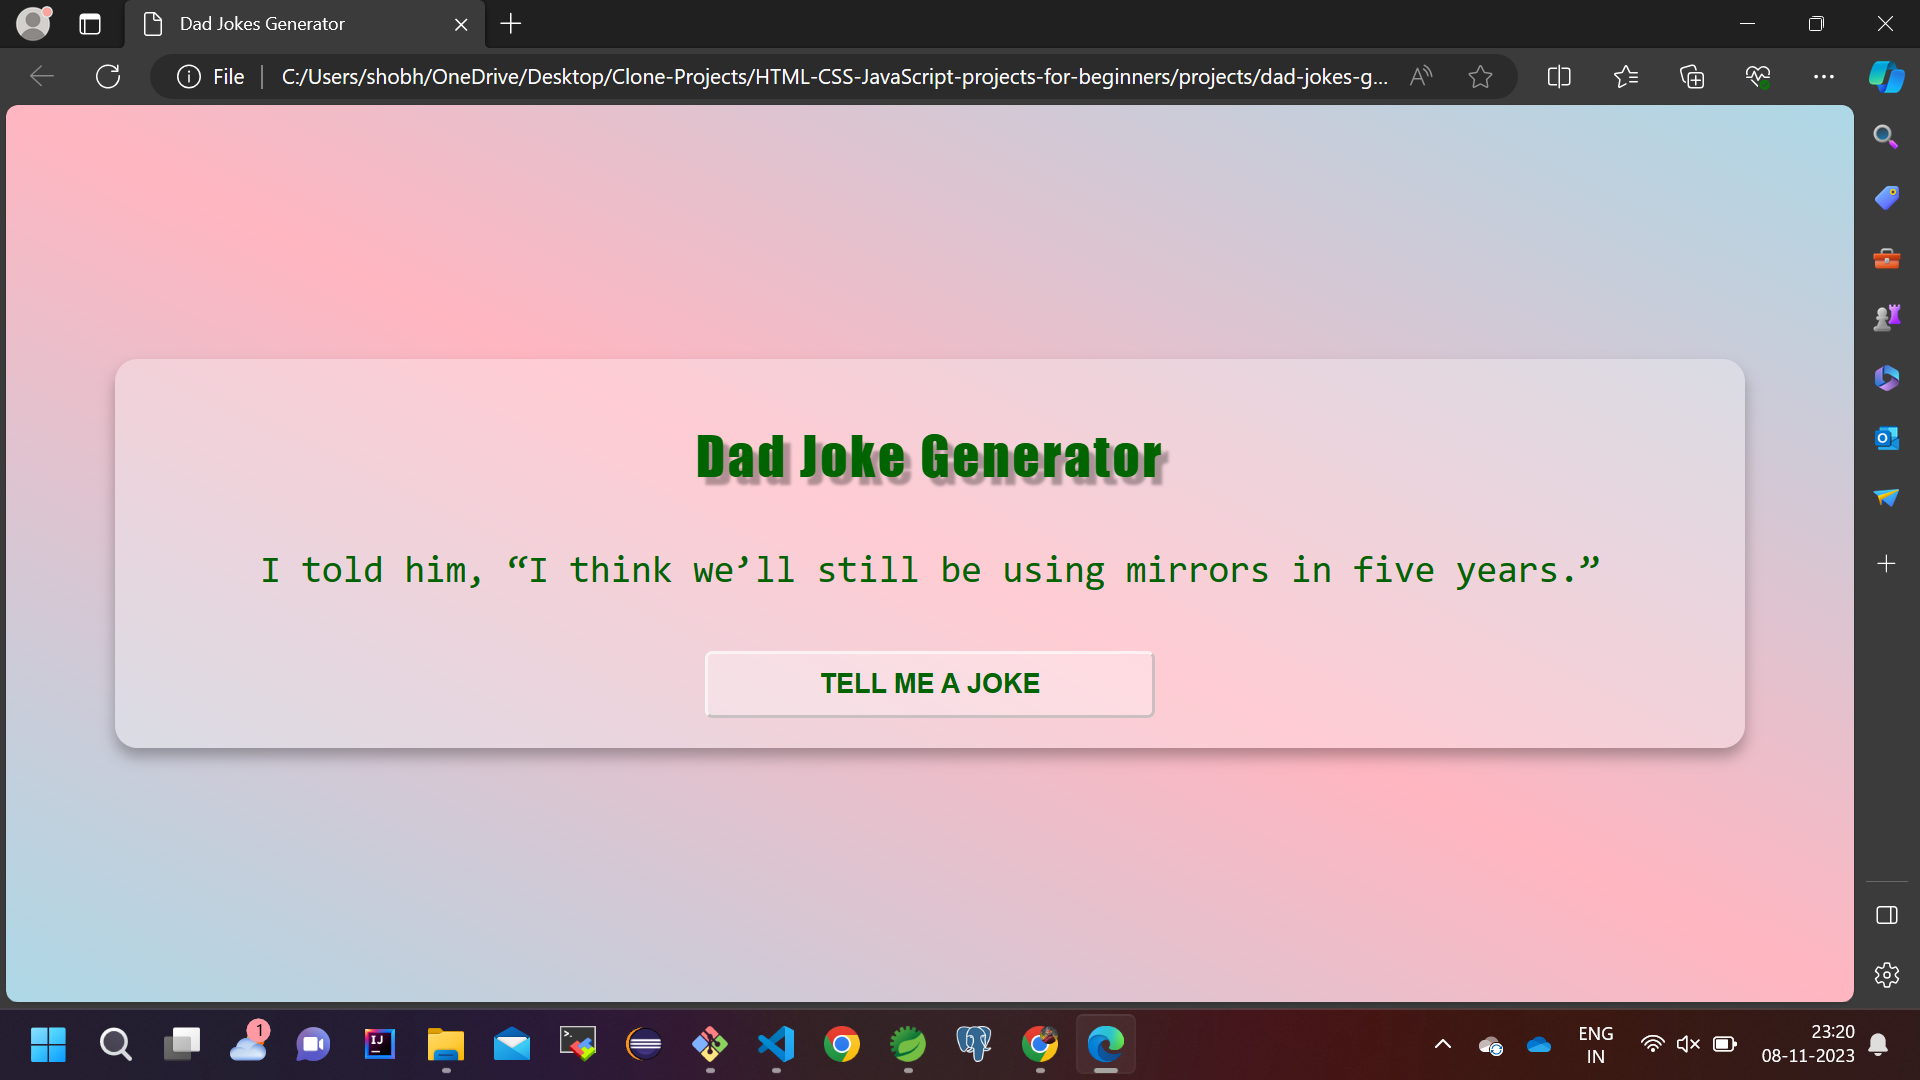 Dad Jokes Generator
File
C:/Users/shobh/OneDrive/Desktop/Clone-Projects/HTML-CSS-JavaScript-projects-for-beginners/projects/dad-jokes-g...
Dad Joke Generator
I told him, “I think we’ll still be using mirrors in five years.”
TELL ME A JOKE
1
IJ
ENG
IN
23:20
08-11-2023